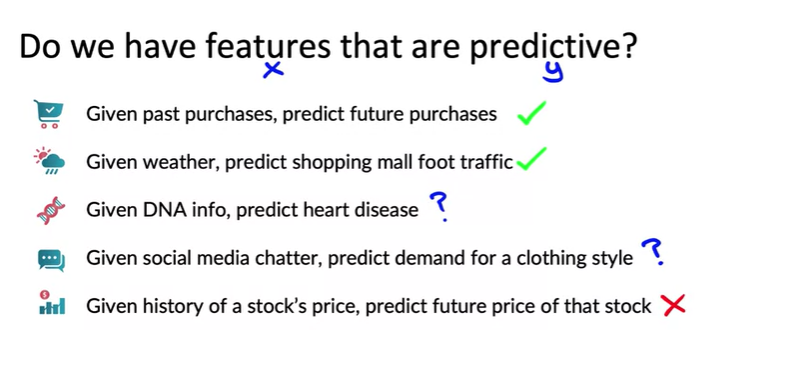 Do we have features that are predictive?
x y
Given past purchases, predict future purchases ✓
Given weather, predict shopping mall foot traffic ✓
Given DNA info, predict heart disease ?
Given social media chatter, predict demand for a clothing style ?
Given history of a stock's price, predict future price of that stock ✗